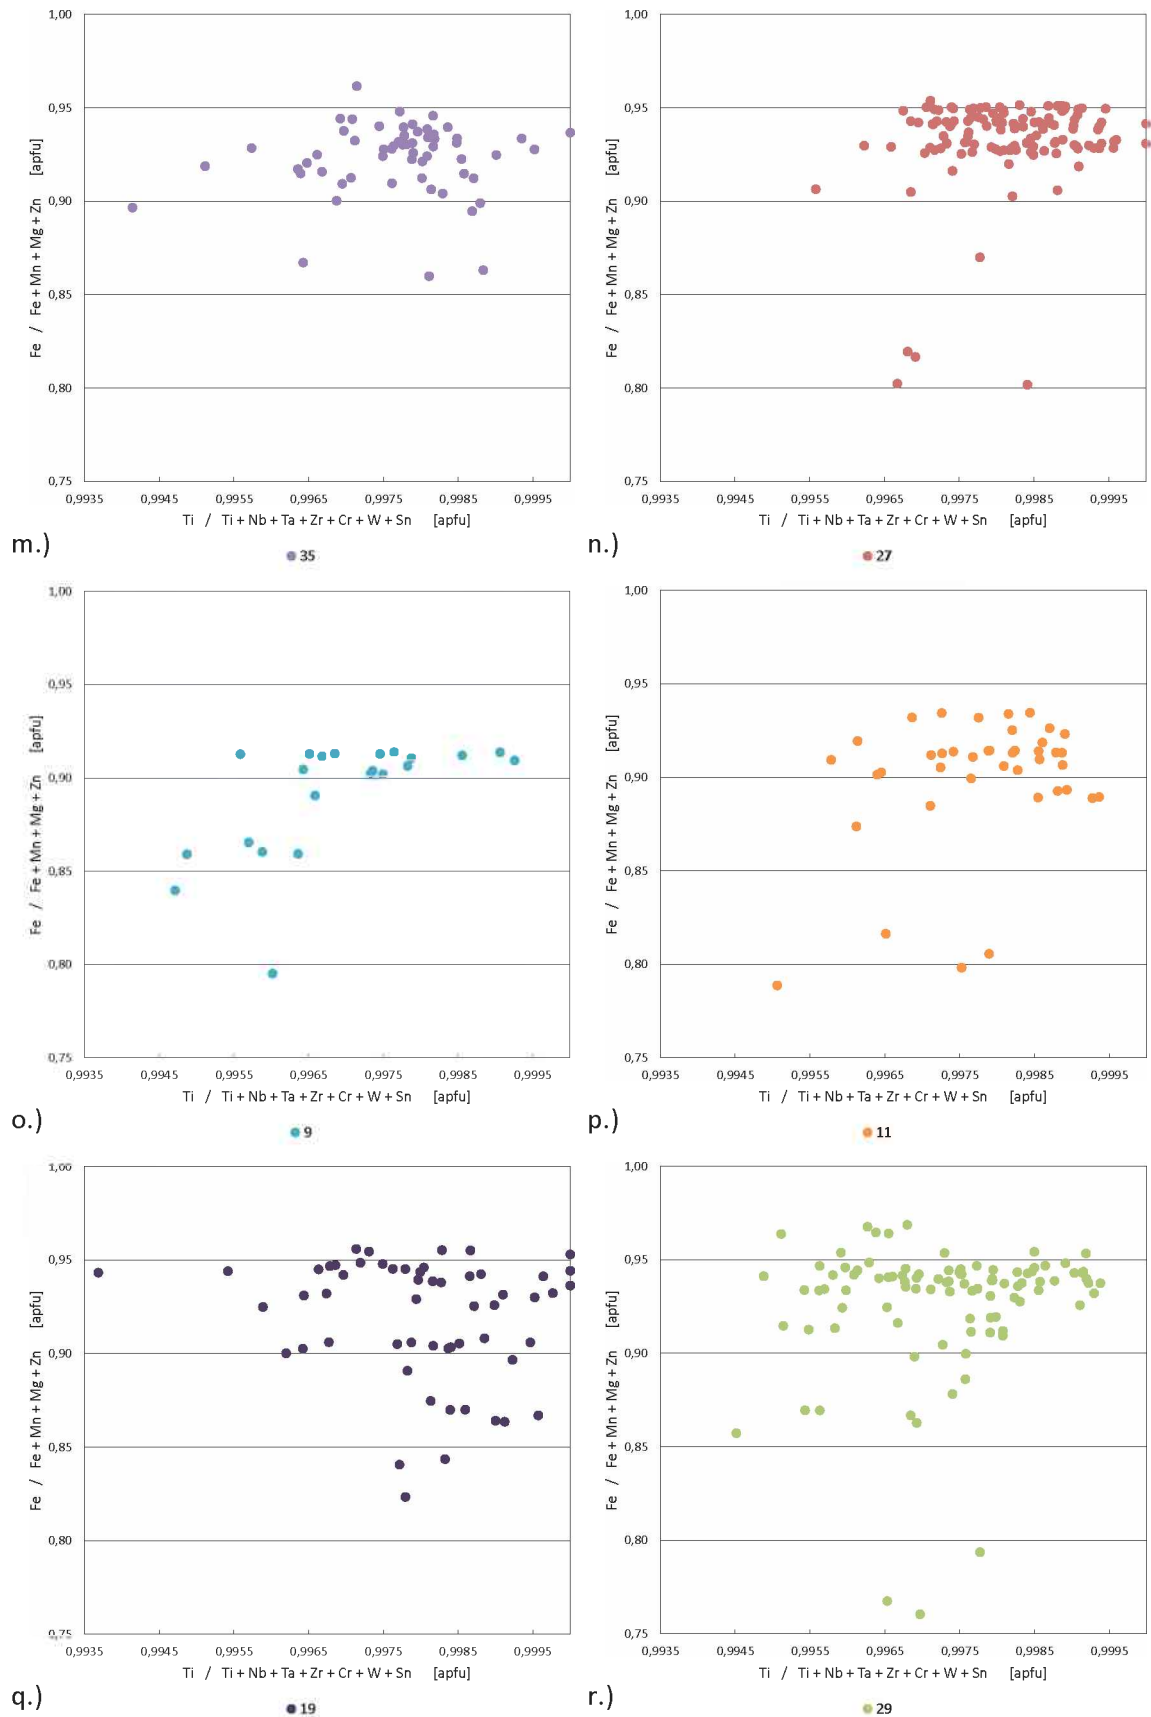 1,00
0,95
0,90
0,85
0,80
0,75
Fe / Fe + Mn + Mg + Zn [apfu]
0,9935 0,9945 0,9955 0,9965 0,9975 0,9985 0,9995
Ti / Ti + Nb + Ta + Zr + Cr + W + Sn [apfu]
m.)
35
1,00
0,95
0,90
0,85
0,80
0,75
Fe / Fe + Mn + Mg + Zn [apfu]
0,9935 0,9945 0,9955 0,9965 0,9975 0,9985 0,9995
Ti / Ti + Nb + Ta + Zr + Cr + W + Sn [apfu]
n.)
27
1,00
0,95
0,90
0,85
0,80
0,75
Fe / Fe + Mn + Mg + Zn [apfu]
0,9935 0,9945 0,9955 0,9965 0,9975 0,9985 0,9995
Ti / Ti + Nb + Ta + Zr + Cr + W + Sn [apfu]
o.)
9
1,00
0,95
0,90
0,85
0,80
0,75
Fe / Fe + Mn + Mg + Zn [apfu]
0,9935 0,9945 0,9955 0,9965 0,9975 0,9985 0,9995
Ti / Ti + Nb + Ta + Zr + Cr + W + Sn [apfu]
p.)
11
1,00
0,95
0,90
0,85
0,80
0,75
Fe / Fe + Mn + Mg + Zn [apfu]
0,9935 0,9945 0,9955 0,9965 0,9975 0,9985 0,9995
Ti / Ti + Nb + Ta + Zr + Cr + W + Sn [apfu]
q.)
19
1,00
0,95
0,90
0,85
0,80
0,75
Fe / Fe + Mn + Mg + Zn [apfu]
0,9935 0,9945 0,9955 0,9965 0,9975 0,9985 0,9995
Ti / Ti + Nb + Ta + Zr + Cr + W + Sn [apfu]
r.)
29